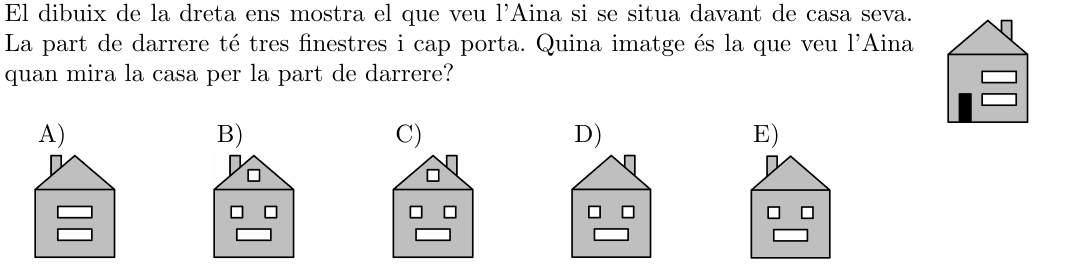 El dibuix de la dreta ens mostra el que veu l'Aina si se situa davant de casa seva.
La part de darrere té tres finestres i cap porta. Quina imatge és la que veu l'Aina
quan mira la casa per la part de darrere?
A) B) C) D) E)